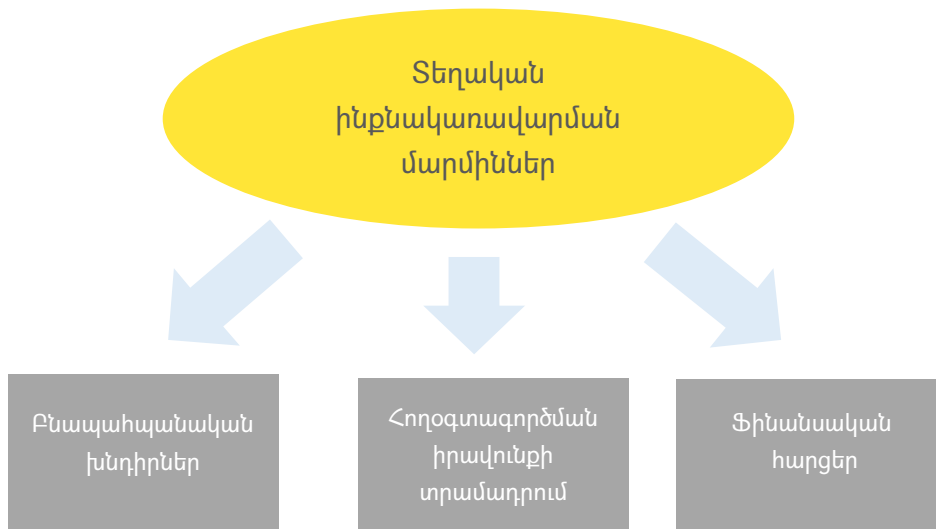 Տեղական
ինքնակառավարման
մարմիններ
Բնապահպանական
խնդիրներ
Հողօգտագործման
իրավունքի
տրամադրում
Ֆինանսական
հարցեր